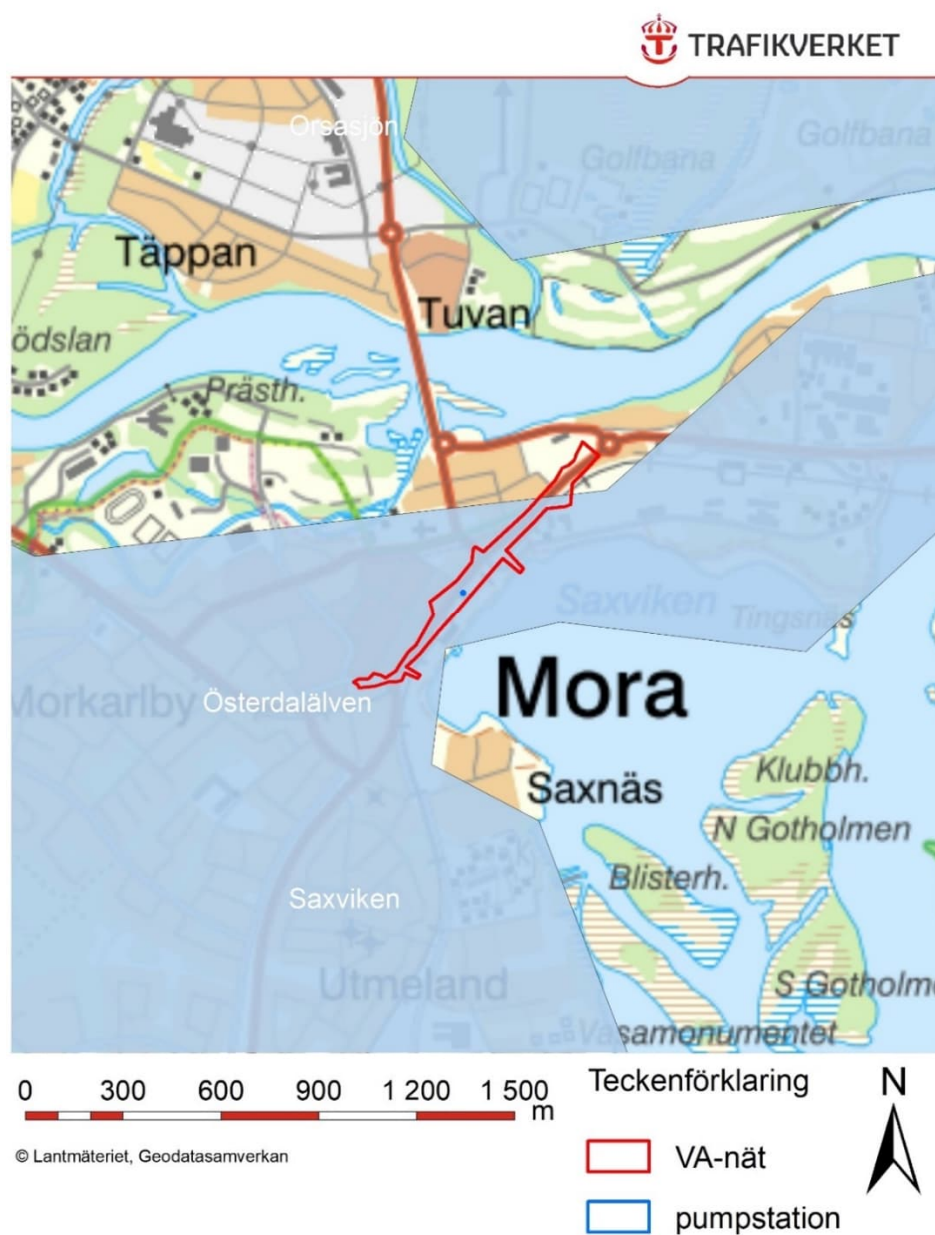 TRAFIKVERKET
Orsasjön
Golfbana
Golfbana
Täppan
Tuvan
ödslan
Prästh.
Saxviken
Tingsnäs
Mora
Morkarlby
Österdalälven
Klubbh.
Saxnäs
N Gotholmen
Blisterh.
Saxviken
Utmeland
S Gotholme
Vasamonumentet
0 300 600 900 1 200 1 500
m
Teckenförklaring
N
© Lantmäteriet, Geodatasamverkan
VA-nät
pumpstation